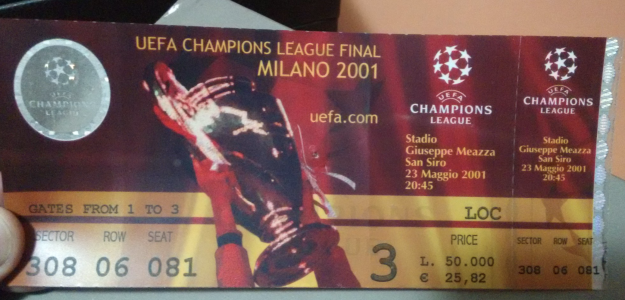 UEFA CHAMPIONS LEAGUE FINAL
MILANO 2001
uefa.com
UEFA
CHAMPIONS
LEAGUE
UEFA
CHAMPIONS
LEAGUE
UEFA
CHAMPIONS
LEAGUE
Stadio
Giuseppe Meazza
San Siro
23 Maggio 2001
20:45
Stadio
Giuseppe Meazza
San Siro
23 Maggio 2001
20:45
GATES FROM 1 TO 3
LOC
SECTOR ROW SEAT
308 06 081
3
PRICE
L. 50.000
€ 25,82
SECTOR ROW SEAT
308 06 081